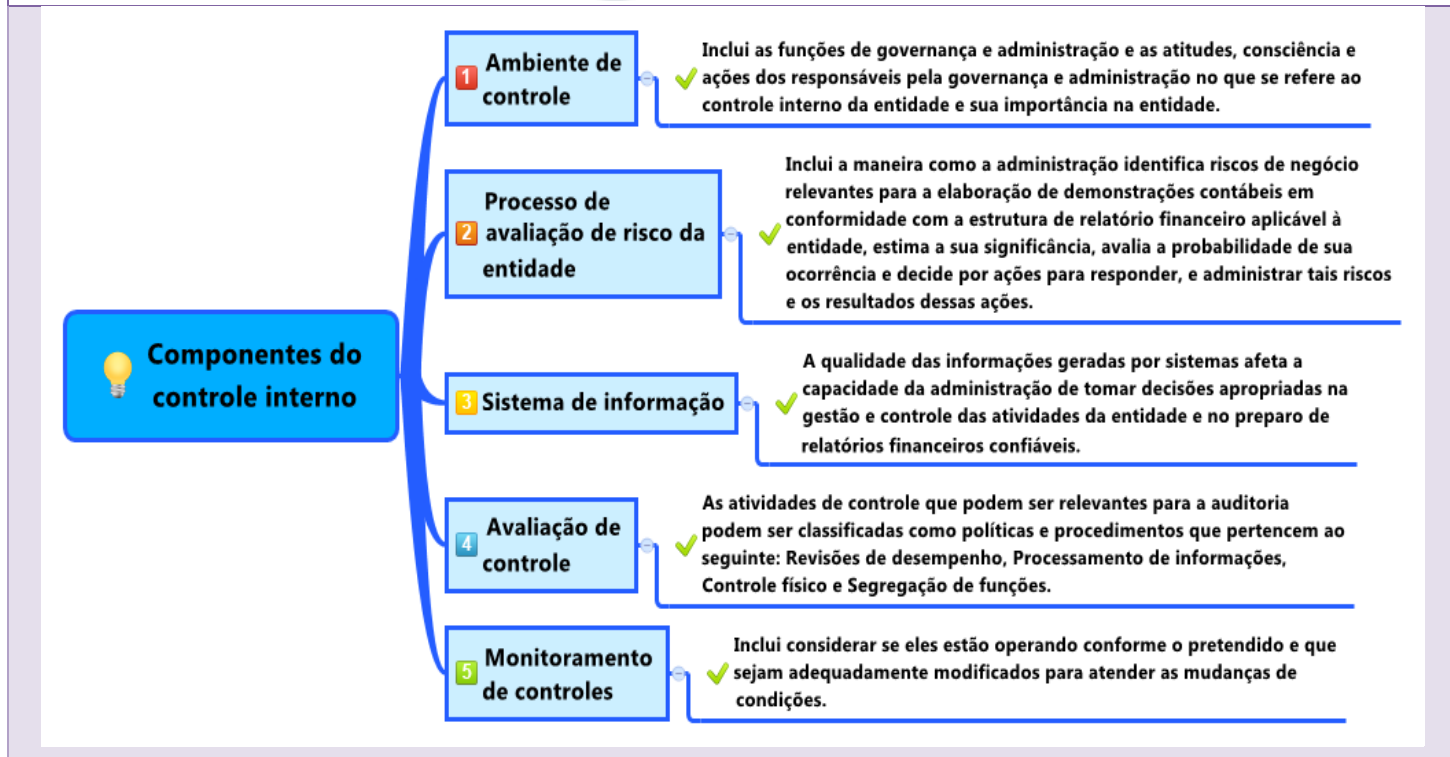 Componentes do
controle interno
1
Ambiente de
controle
Inclui as funções de governança e administração e as atitudes, consciência e
ações dos responsáveis pela governança e administração no que se refere ao
controle interno da entidade e sua importância na entidade.
2
Processo de
avaliação de risco da
entidade
Inclui a maneira como a administração identifica riscos de negócio
relevantes para a elaboração de demonstrações contábeis em
conformidade com a estrutura de relatório financeiro aplicável à
entidade, estima a sua significância, avalia a probabilidade de sua
ocorrência e decide por ações para responder, e administrar tais riscos
e os resultados dessas ações.
3
Sistema de informação
A qualidade das informações geradas por sistemas afeta a
capacidade da administração de tomar decisões apropriadas na
gestão e controle das atividades da entidade e no preparo de
relatórios financeiros confiáveis.
4
Avaliação de
controle
As atividades de controle que podem ser relevantes para a auditoria
podem ser classificadas como políticas e procedimentos que pertencem ao
seguinte: Revisões de desempenho, Processamento de informações,
Controle físico e Segregação de funções.
5
Monitoramento
de controles
Inclui considerar se eles estão operando conforme o pretendido e que
sejam adequadamente modificados para atender as mudanças de
condições.